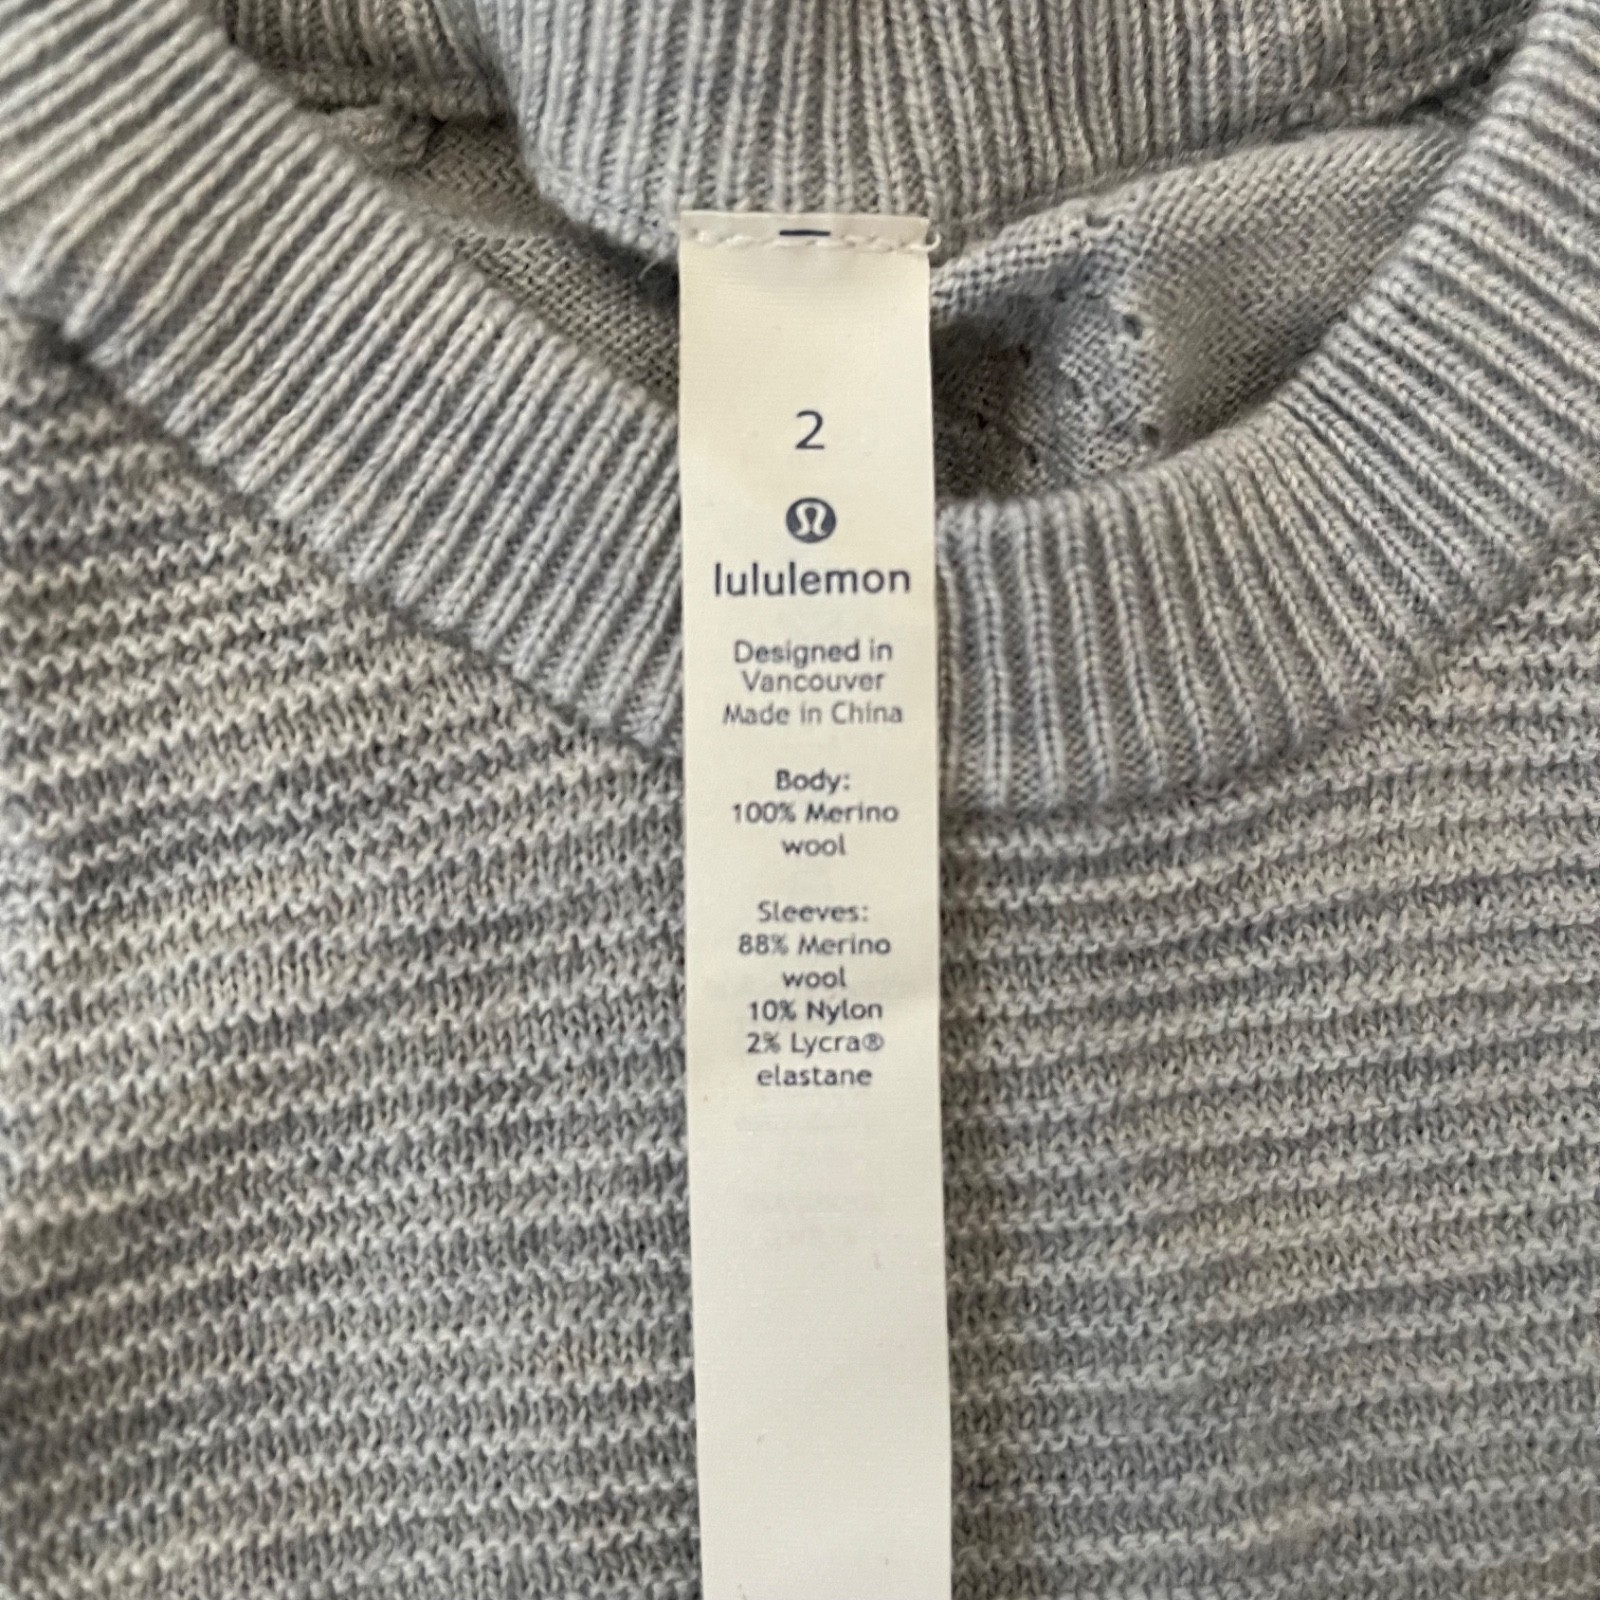 2
lululemon
Designed in
Vancouver
Made in China
Body:
100% Merino
wool
Sleeves:
88% Merino
wool
10% Nylon
2% Lycra®
elastane